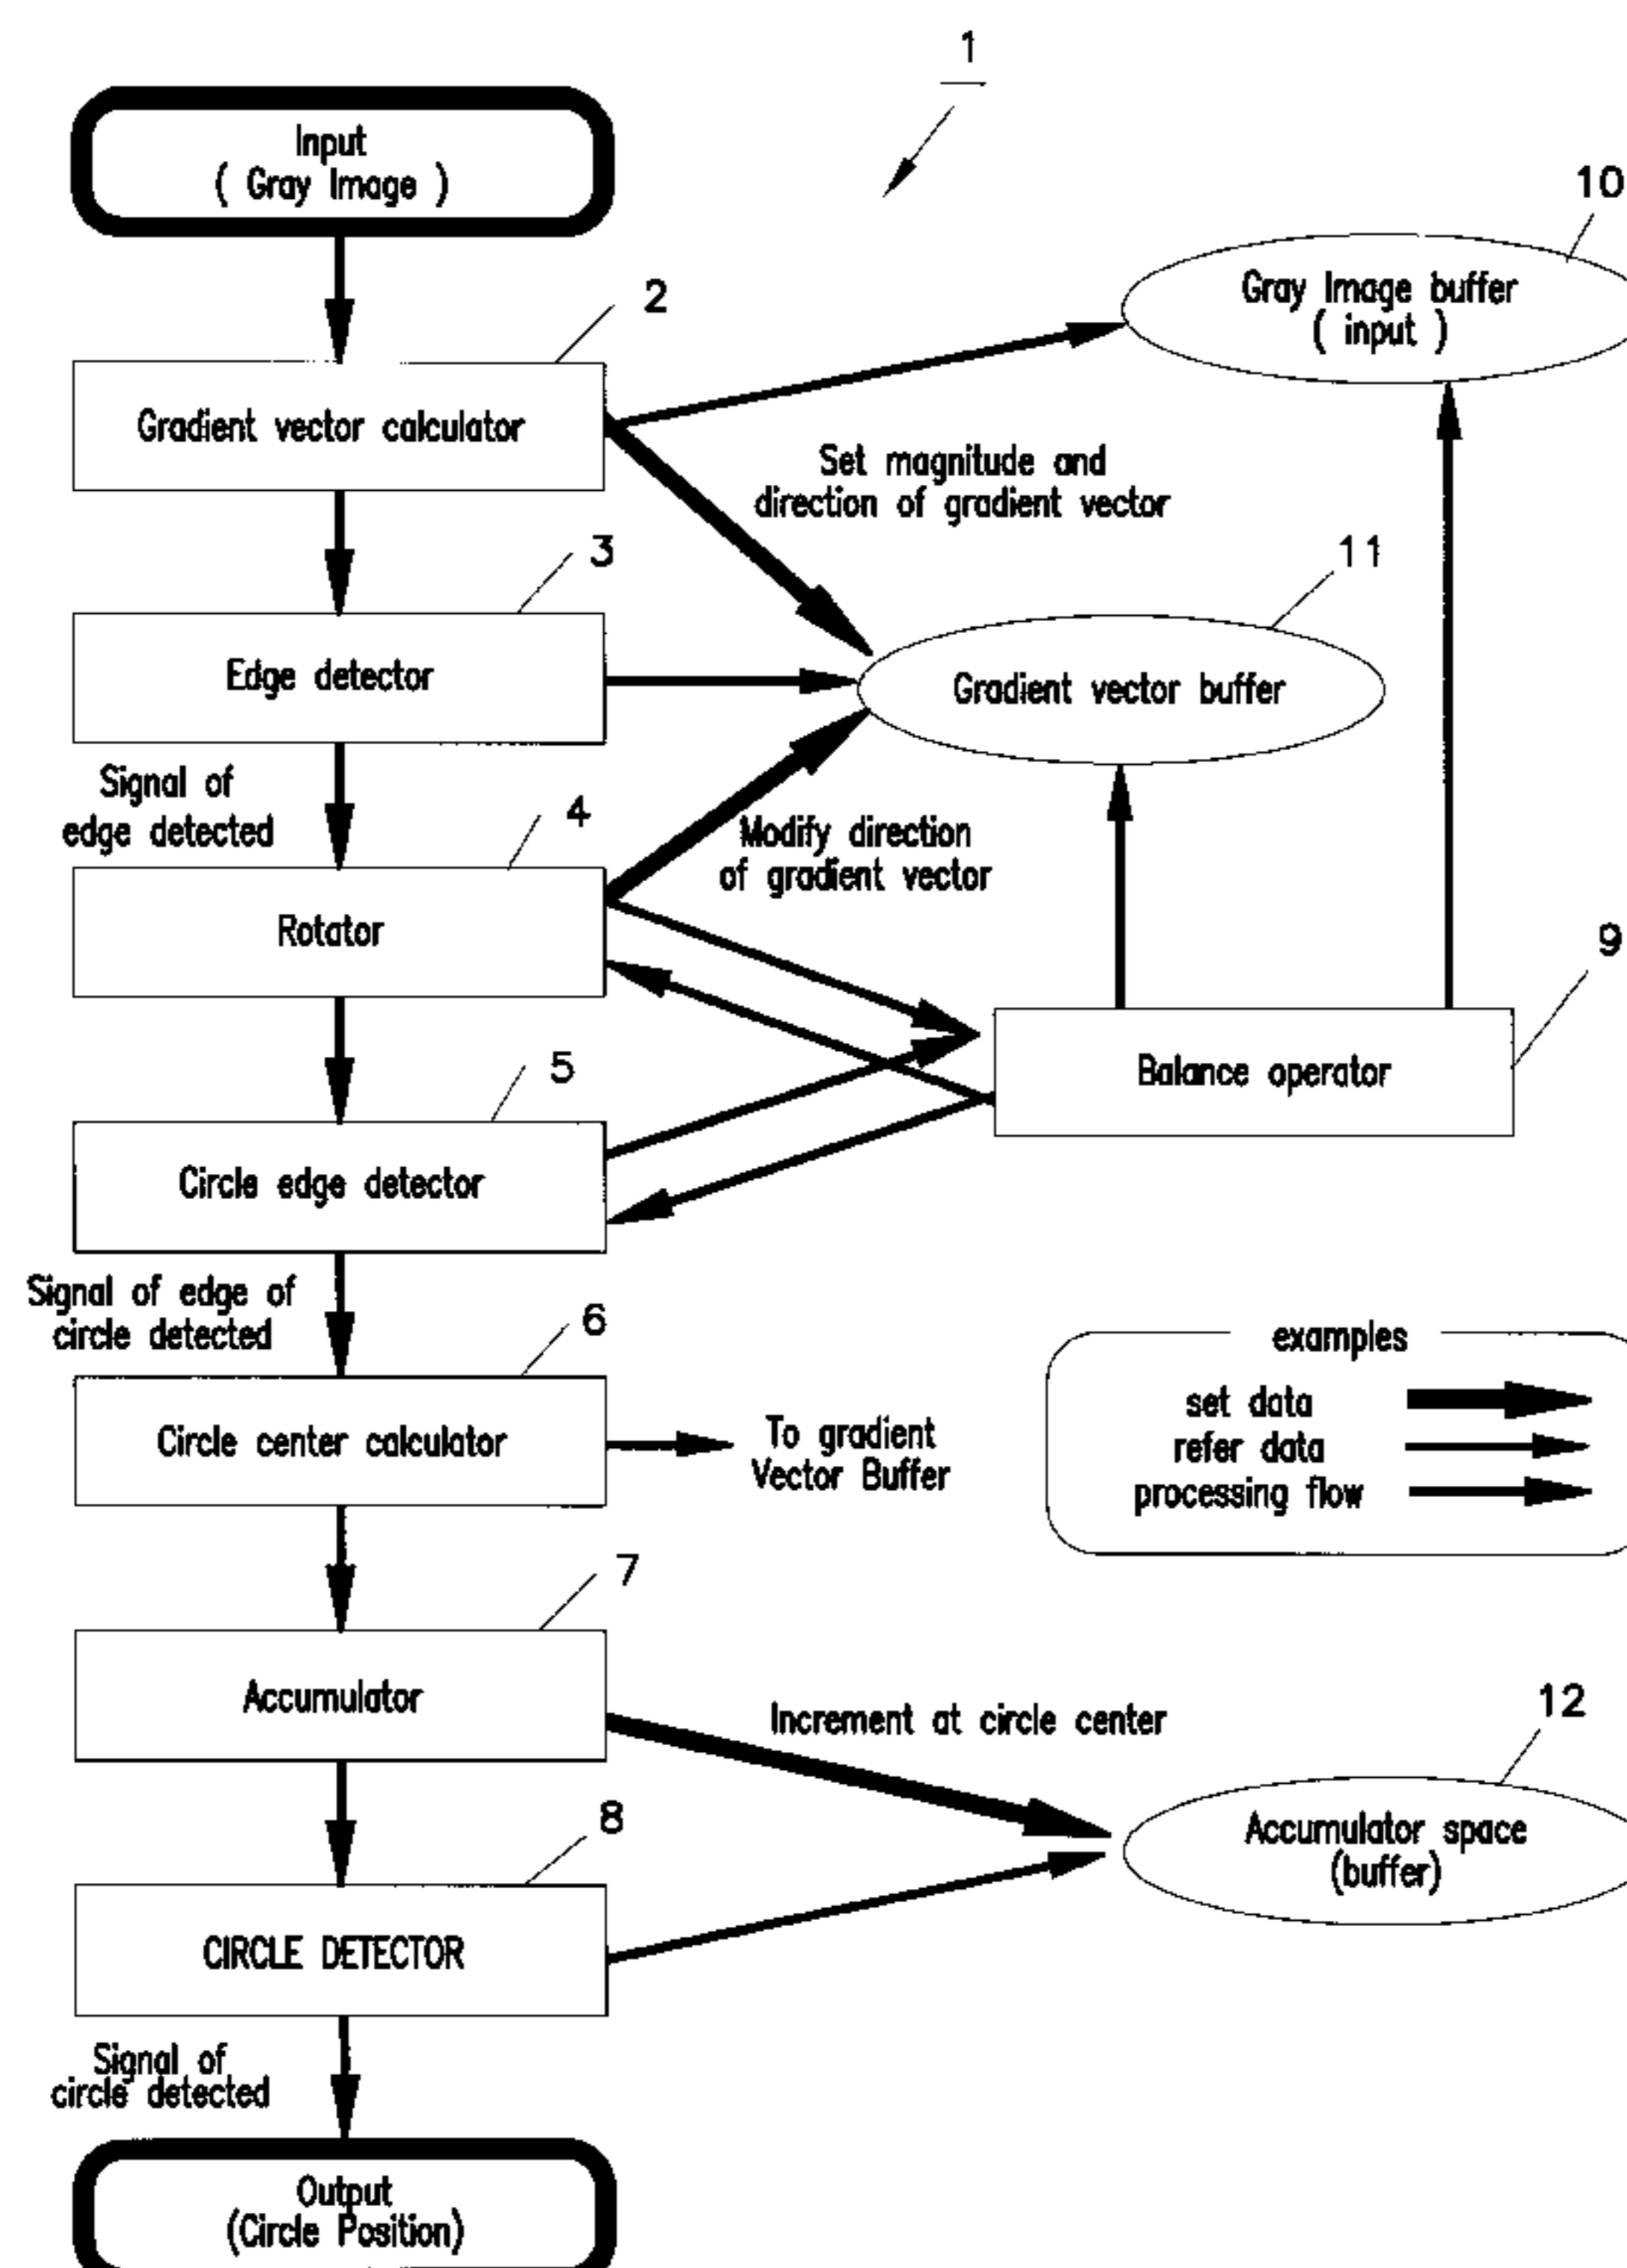 1
Input
( Gray Image )
10
Gray Image buffer
( input )
2
Gradient vector calculator
Set magnitude and
direction of gradient vector
3
11
Edge detector
Gradient vector buffer
Signal of
edge detected
4
Modify direction
of gradient vector
Rotator
9
Balance operator
5
Circle edge detector
Signal of edge of
circle detected
6
Circle center calculator
To gradient
Vector Buffer
examples
set data
refer data
processing flow
7
Accumulator
Increment at circle center
12
Accumulator space
(buffer)
8
CIRCLE DETECTOR
Signal of
circle detected
Output
(Circle Position)